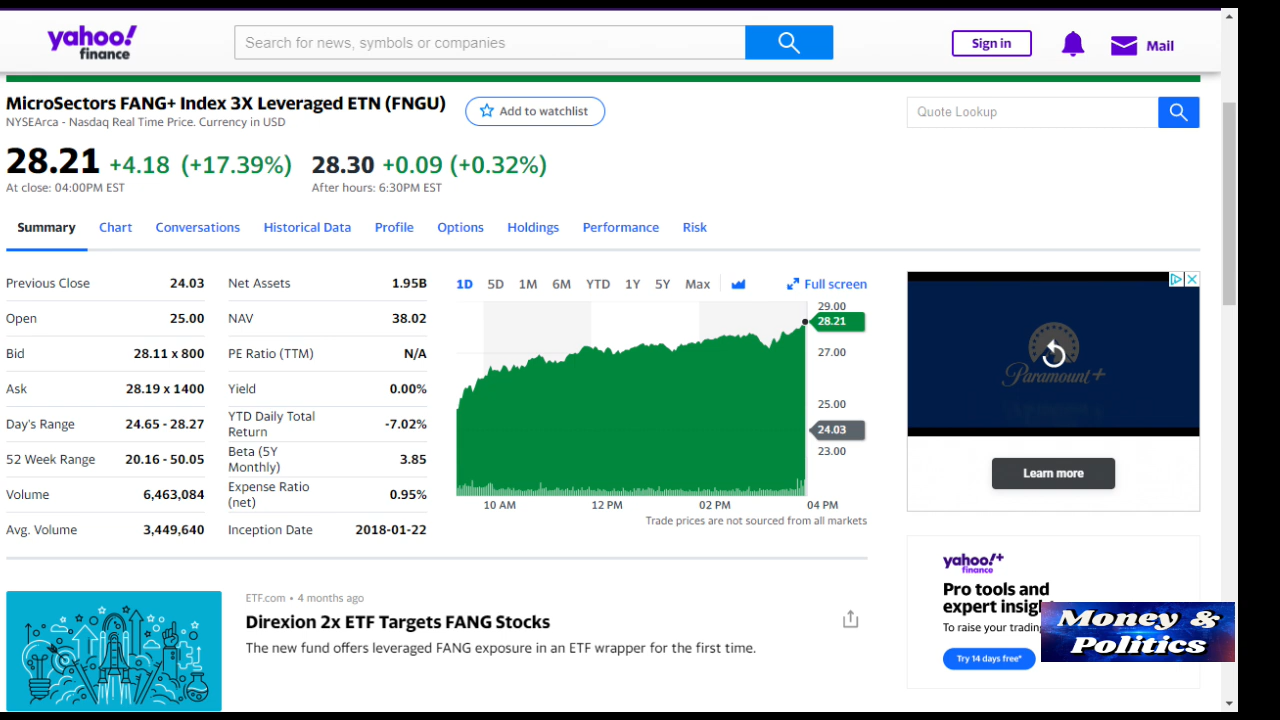 yahoo!
finance
Search for news, symbols or companies
Sign in
Mail
MicroSectors FANG+ Index 3X Leveraged ETN (FNGU)
Add to watchlist
Quote Lookup
NYSEArca - Nasdaq Real Time Price. Currency in USD
28.21 +4.18 (+17.39%) 28.30 +0.09 (+0.32%)
At close: 04:00PM EST After hours: 6:30PM EST
Summary Chart Conversations Historical Data Profile Options Holdings Performance Risk
Previous Close 24.03
Open 25.00
Bid 28.11 x 800
Ask 28.19 x 1400
Day's Range 24.65 - 28.27
52 Week Range 20.16 - 50.05
Volume 6,463,084
Avg. Volume 3,449,640
Net Assets 1.95B
NAV 38.02
PE Ratio (TTM) N/A
Yield 0.00%
YTD Daily Total
Return -7.02%
Beta (5Y
Monthly) 3.85
Expense Ratio
(net) 0.95%
Inception Date 2018-01-22
1D 5D 1M 6M YTD 1Y 5Y Max Full screen
29.00
28.21
27.00
25.00
24.03
23.00
10 AM 12 PM 02 PM 04 PM
Trade prices are not sourced from all markets
Paramount+
Learn more
ETF.com • 4 months ago
Direxion 2x ETF Targets FANG Stocks
The new fund offers leveraged FANG exposure in an ETF wrapper for the first time.
yahoo!+
finance
Pro tools and
expert insig
To raise your trading
Try 14 days free*
Money &
Politics